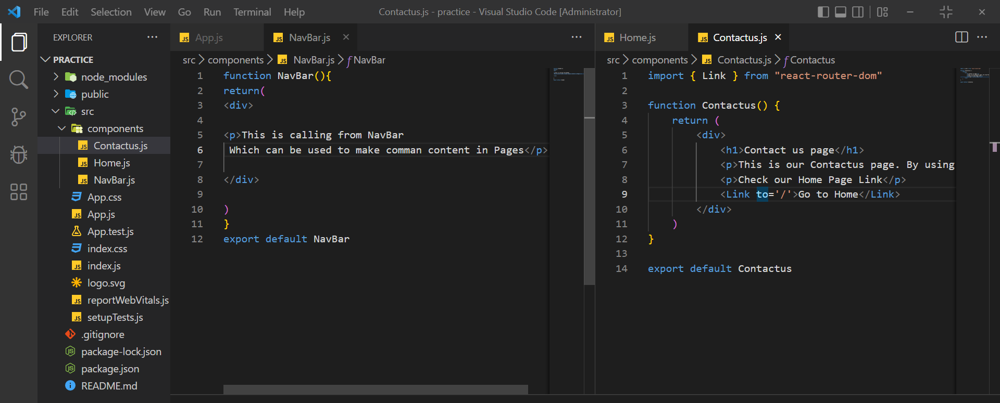 File Edit Selection View Go Run Terminal Help Contactus.js - practice - Visual Studio Code [Administrator]
EXPLORER
PRACTICE
node_modules
public
src
components
Contactus.js
Home.js
NavBar.js
App.css
App.js
App.test.js
index.css
index.js
logo.svg
reportWebVitals.js
setupTests.js
.gitignore
package-lock.json
package.json
README.md
App.js NavBar.js
src > components > NavBar.js > NavBar
1 function NavBar(){
2 return(
3 <div>
4
5 <p>This is calling from NavBar
6 Which can be used to make comman content in Pages</p>
7
8 </div>
9
10 )
11 }
12 export default NavBar
Home.js Contactus.js
src > components > Contactus.js > Contactus
1 import { Link } from "react-router-dom"
2
3 function Contactus() {
4 return (
5 <div>
6 <h1>Contact us page</h1>
7 <p>This is our Contactus page. By using
8 <p>Check our Home Page Link</p>
9 <Link to='/'>Go to Home</Link>
10 </div>
11 )
12 }
13
14 export default Contactus